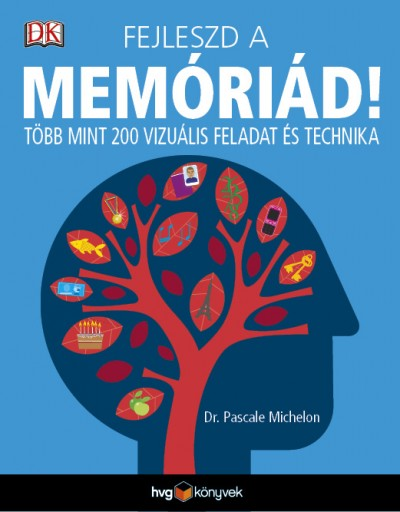 DK
FEJLESZD A
MEMÓRIÁD!
TÖBB MINT 200 VIZUÁLIS FELADAT ÉS TECHNIKA
Dr. Pascale Michelon
hvg könyvek